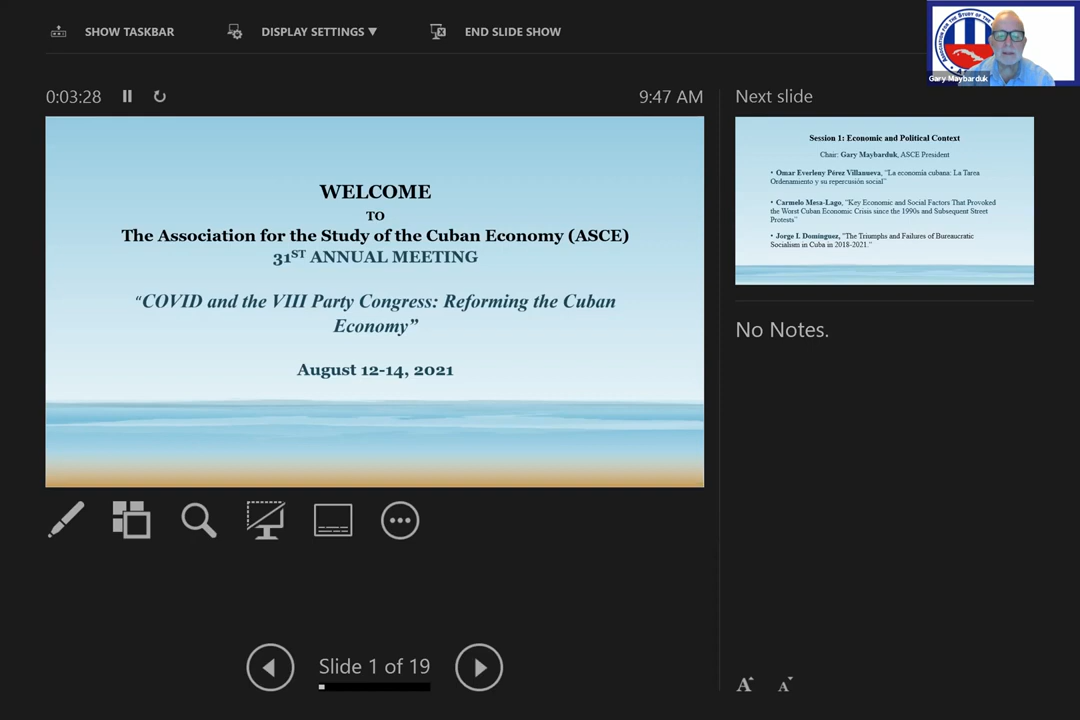 SHOW TASKBAR
DISPLAY SETTINGS ▼
END SLIDE SHOW
Gary Maybarduk
0:03:28
9:47 AM
Next slide
WELCOME
TO
The Association for the Study of the Cuban Economy (ASCE)
31ST ANNUAL MEETING
“COVID and the VIII Party Congress: Reforming the Cuban
Economy”
August 12-14, 2021
Session 1: Economic and Political Context
Chair: Gary Maybarduk, ASCE President
• Omar Everleny Pérez Villanueva, “La economía cubana: La Tarea
Ordenamiento y su repercusión social”
• Carmelo Mesa-Lago, “Key Economic and Social Factors That Provoked
the Worst Cuban Economic Crisis since the 1990s and Subsequent Street
Protests”
• Jorge I. Domínguez, "The Triumphs and Failures of Bureaucratic
Socialism in Cuba in 2018-2021.”
No Notes.
Slide 1 of 19
A A